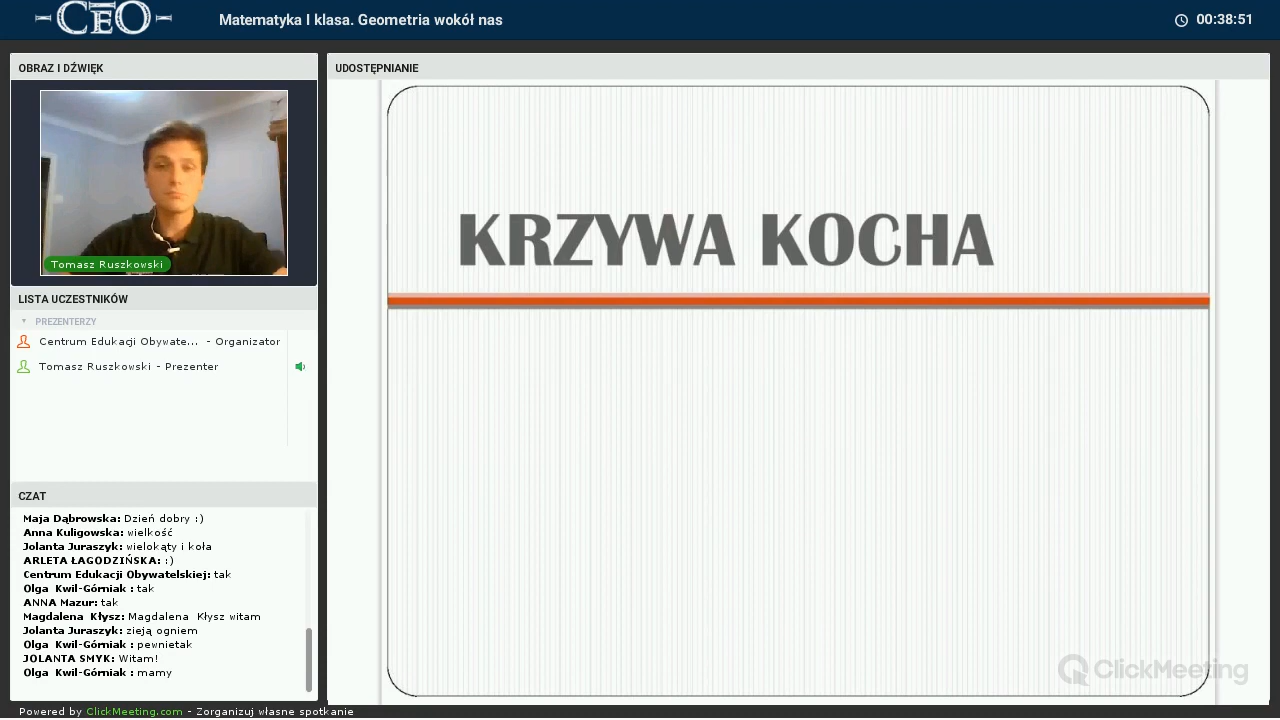 CEO
Matematyka I klasa. Geometria wokół nas
00:38:51
OBRAZ I DŹWIĘK
Tomasz Ruszkowski
LISTA UCZESTNIKÓW
PREZENTERZY
Centrum Edukacji Obywate... - Organizator
Tomasz Ruszkowski - Prezenter
CZAT
Maja Dąbrowska: Dzień dobry :)
Anna Kuligowska: wielkość
Jolanta Juraszyk: wielokąty i koła
ARLETA ŁAGODZIŃSKA: :)
Centrum Edukacji Obywatelskiej: tak
Olga Kwil-Górniak : tak
ANNA Mazur: tak
Magdalena Kłysz: Magdalena Kłysz witam
Jolanta Juraszyk: zieją ogniem
Olga Kwil-Górniak : pewnietak
JOLANTA SMYK: Witam!
Olga Kwil-Górniak : mamy
Powered by ClickMeeting.com - Zorganizuj własne spotkanie
UDOSTĘPNIANIE
KRZYWA KOCHA
ClickMeeting